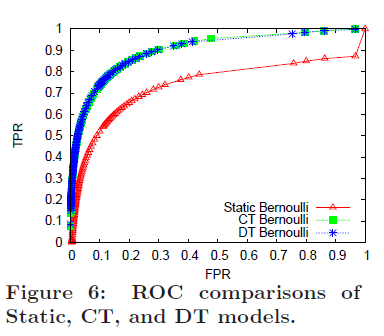 1
0.9
0.8
0.7
0.6
0.5
0.4
0.3
0.2
0.1
0
TPR
Static Bernoulli
CT Bernoulli
DT Bernoulli
0 0.1 0.2 0.3 0.4 0.5 0.6 0.7 0.8 0.9 1
FPR
Figure 6: ROC comparisons of
Static, CT, and DT models.